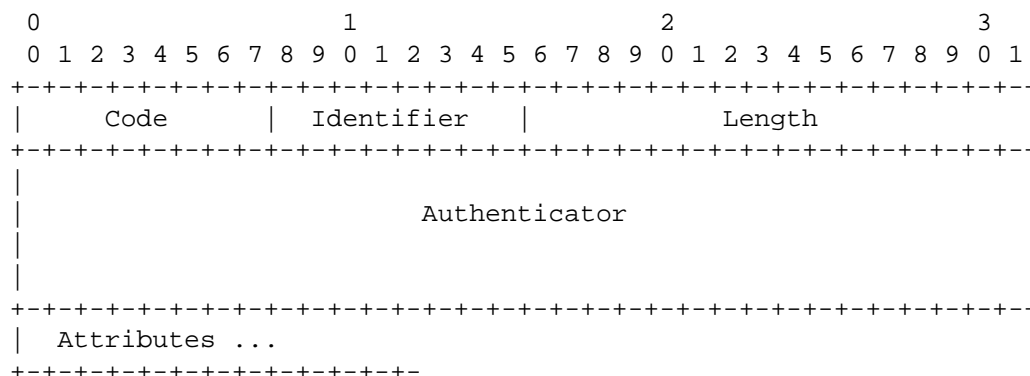 0                   1                   2                   3
 0 1 2 3 4 5 6 7 8 9 0 1 2 3 4 5 6 7 8 9 0 1 2 3 4 5 6 7 8 9 0 1
+-+-+-+-+-+-+-+-+-+-+-+-+-+-+-+-+-+-+-+-+-+-+-+-+-+-+-+-+-+-+-+--
|     Code      |  Identifier   |            Length
+-+-+-+-+-+-+-+-+-+-+-+-+-+-+-+-+-+-+-+-+-+-+-+-+-+-+-+-+-+-+-+--
|
|                         Authenticator
|
|
+-+-+-+-+-+-+-+-+-+-+-+-+-+-+-+-+-+-+-+-+-+-+-+-+-+-+-+-+-+-+-+--
|  Attributes ...
+-+-+-+-+-+-+-+-+-+-+-+-+-